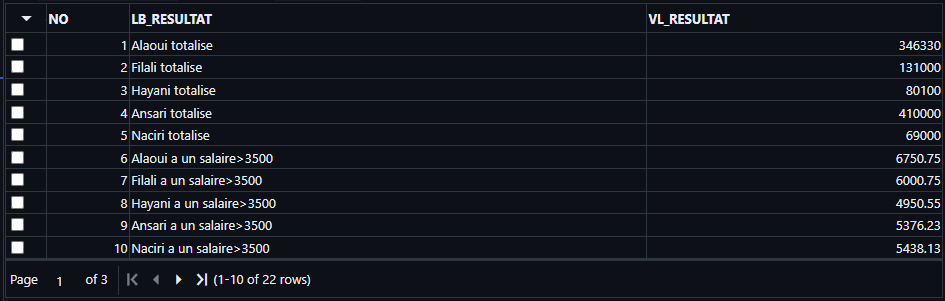 NO LB_RESULTAT VL_RESULTAT
1 Alaoui totalise 346330
2 Filali totalise 131000
3 Hayani totalise 80100
4 Ansari totalise 410000
5 Naciri totalise 69000
6 Alaoui a un salaire>3500 6750.75
7 Filali a un salaire>3500 6000.75
8 Hayani a un salaire>3500 4950.55
9 Ansari a un salaire>3500 5376.23
10 Naciri a un salaire>3500 5438.13
Page 1 of 3 (1-10 of 22 rows)